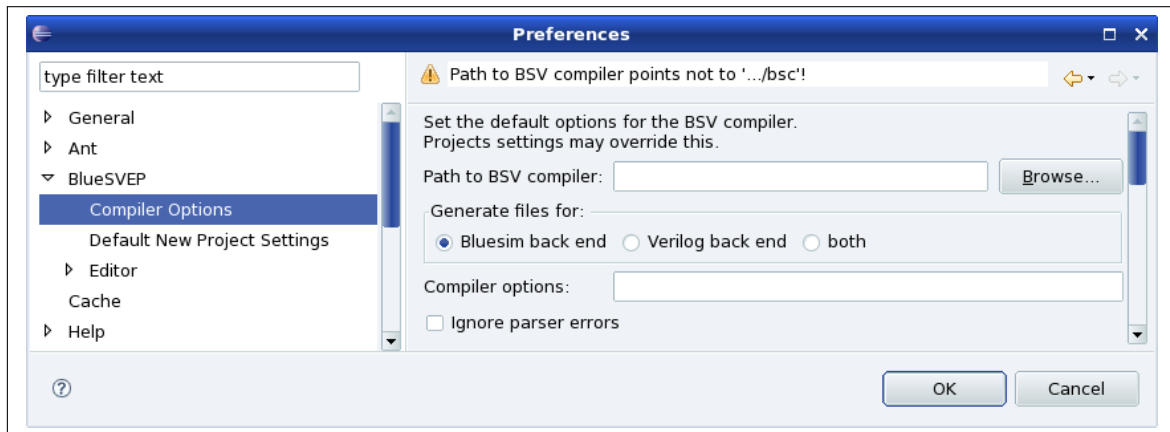 Preferences
type filter text
General
Ant
BlueSVEP
Compiler Options
Default New Project Settings
Editor
Cache
Help
Path to BSV compiler points not to '.../bsc'!
Set the default options for the BSV compiler.
Projects settings may override this.
Path to BSV compiler:
Browse...
Generate files for:
Bluesim back end Verilog back end both
Compiler options:
Ignore parser errors
?
OK Cancel